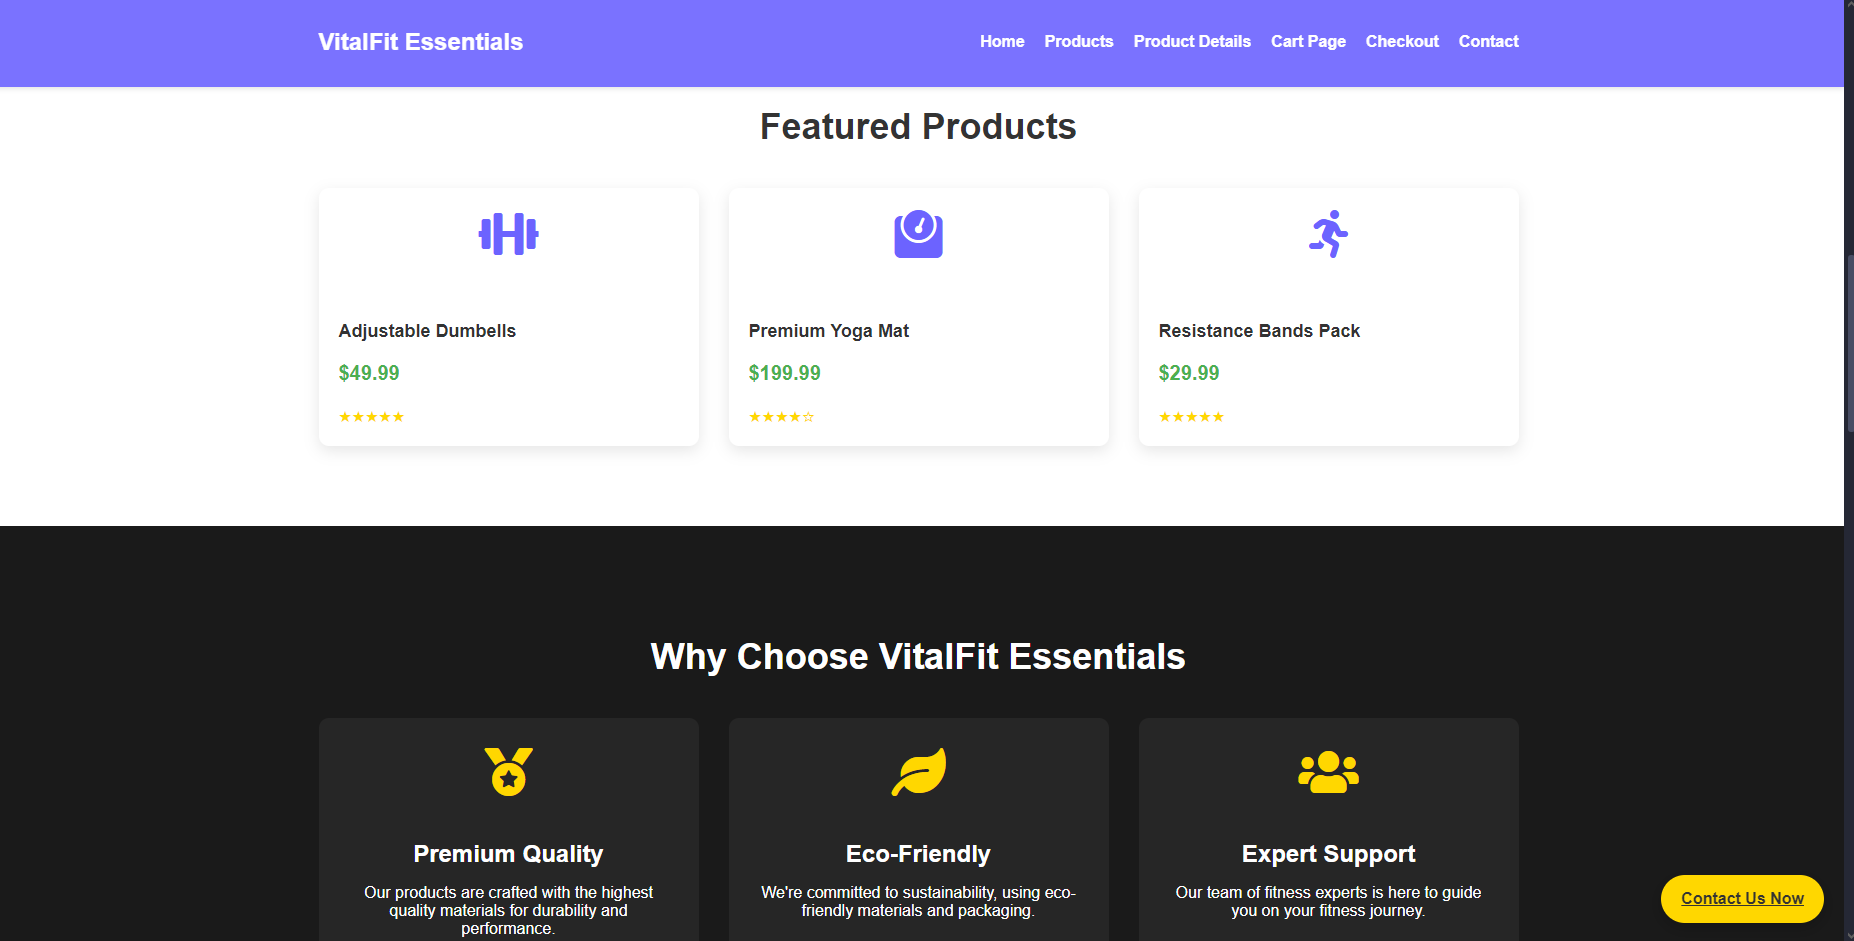 VitalFit Essentials
Home Products Product Details Cart Page Checkout Contact
Featured Products
Adjustable Dumbells
$49.99
★★★★★
Premium Yoga Mat
$199.99
★★★★☆
Resistance Bands Pack
$29.99
★★★★★
Why Choose VitalFit Essentials
Premium Quality
Our products are crafted with the highest
quality materials for durability and
performance.
Eco-Friendly
We're committed to sustainability, using eco-
friendly materials and packaging.
Expert Support
Our team of fitness experts is here to guide
you on your fitness journey.
Contact Us Now